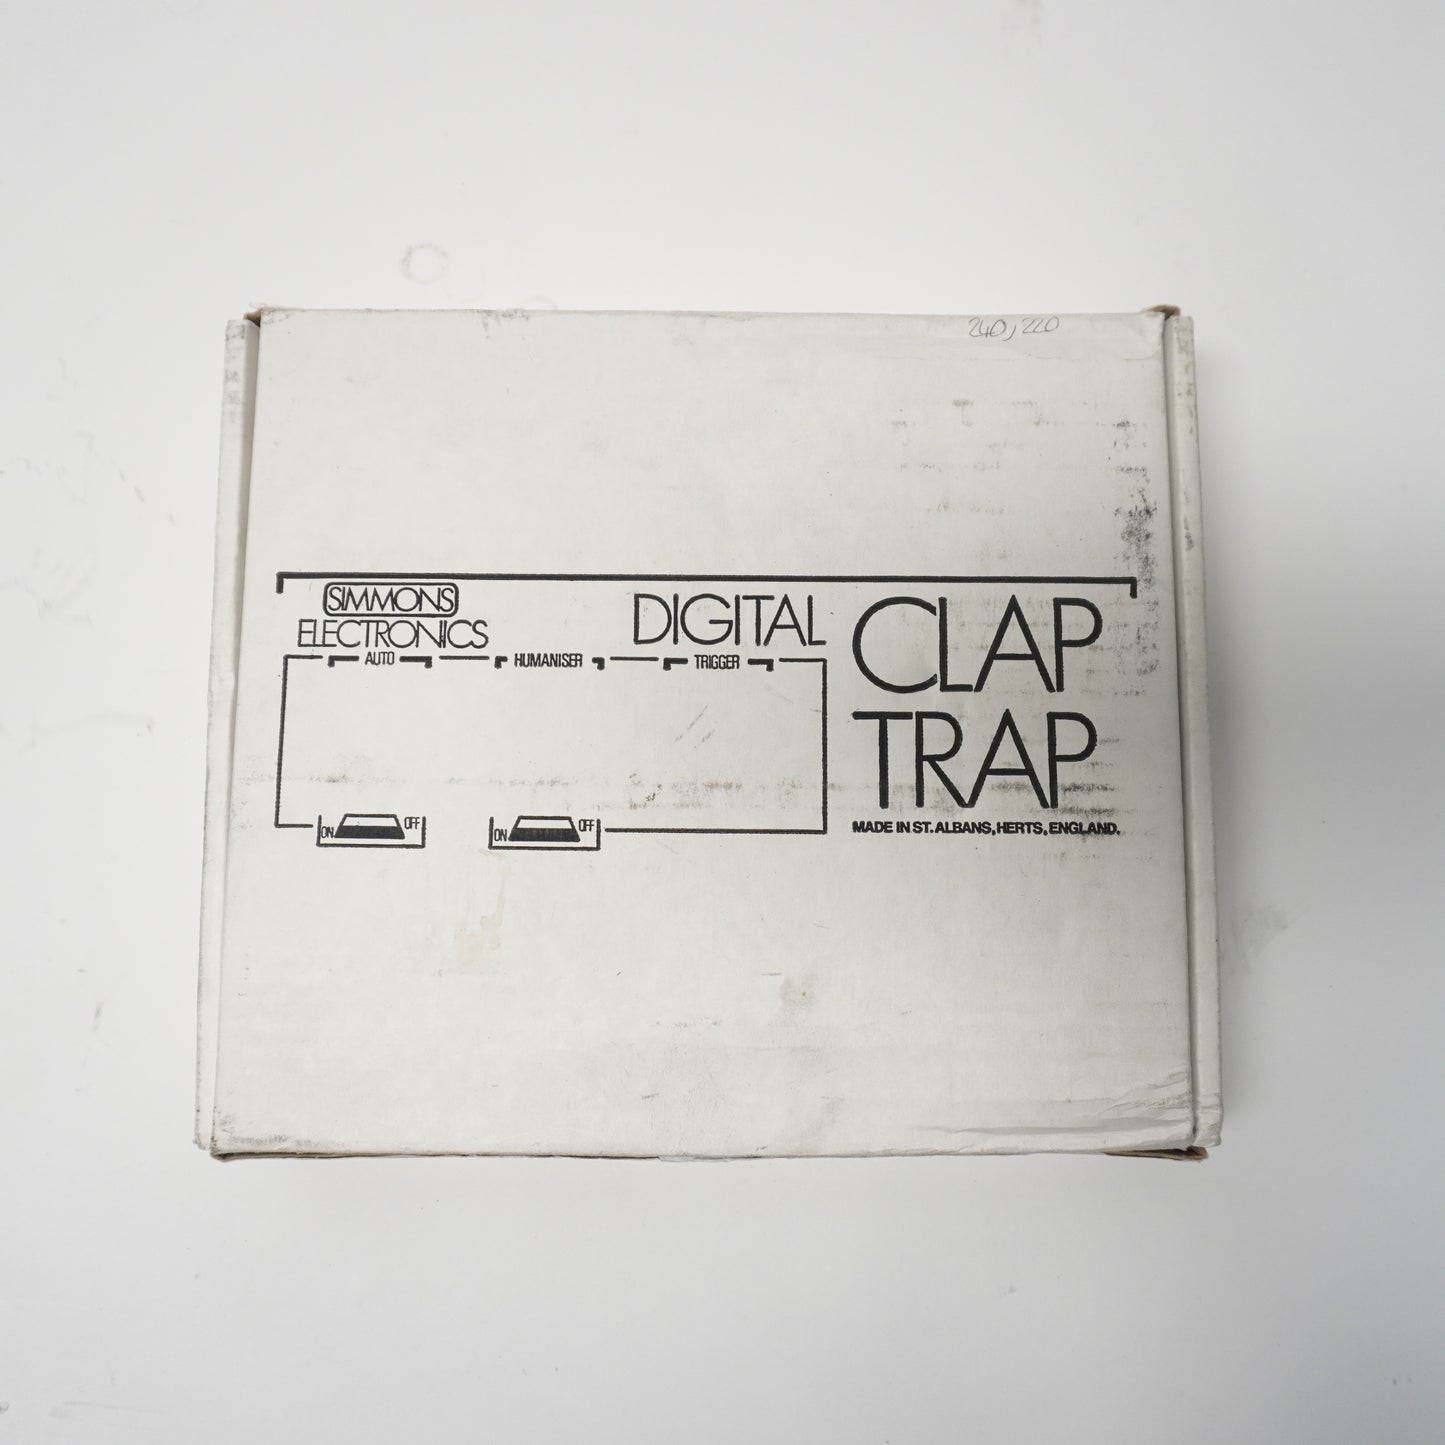 240, 220
SIMMONS
ELECTRONICS
DIGITAL
CLAP
TRAP
AUTO
HUMANISER
TRIGGER
ON OFF
ON OFF
MADE IN ST. ALBANS, HERTS, ENGLAND.